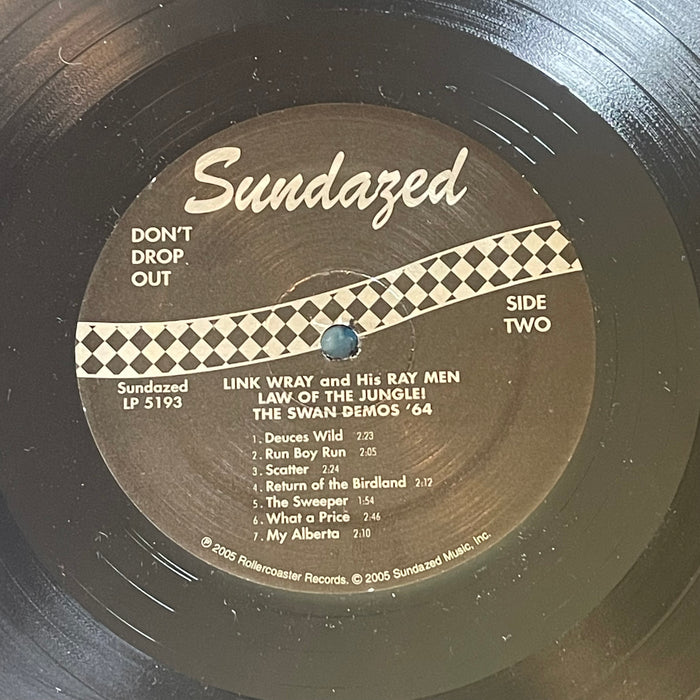 Sundazed
DON'T
DROP
OUT
SIDE
TWO
Sundazed
LP 5193
LINK WRAY and His RAY MEN
LAW OF THE JUNGLE!
THE SWAN DEMOS '64
1. Deuces Wild 2:23
2. Run Boy Run 2:05
3. Scatter 2:24
4. Return of the Birdland 2:12
5. The Sweeper 1:54
6. What a Price 2:46
7. My Alberta 2:10
℗ 2005 Rollercoaster Records. © 2005 Sundazed Music, Inc.